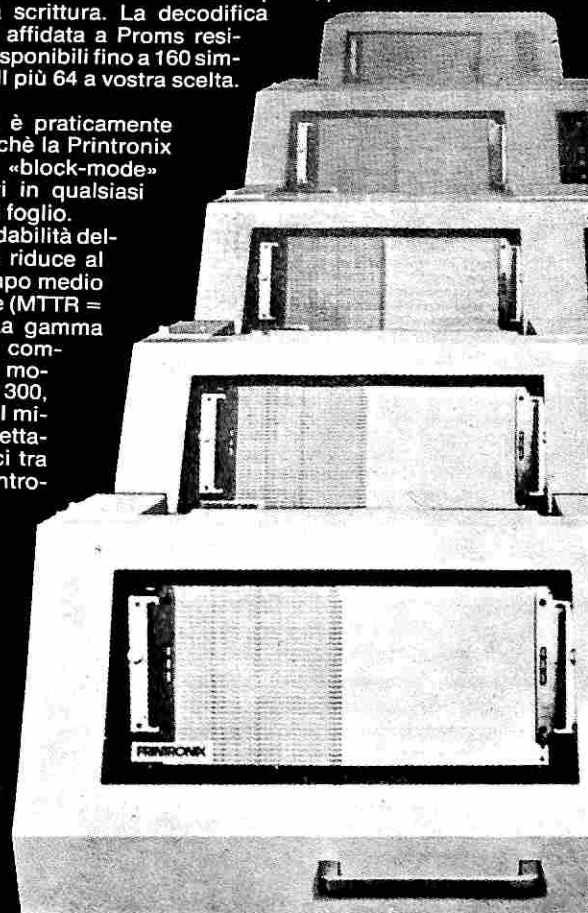 a scrittura. La decodifica
affidata a Proms resi-
sponibili fino a 160 sim-
ll più 64 a vostra scelta.
è praticamente
chè la Printronix
«block-mode»
i in qualsiasi
foglio.
dabilità del-
riduce al
po medio
e (MTTR =
La gamma
com-
mo-
300,
l mi-
etta-
ci tra
ntro-
PRINTRONIX